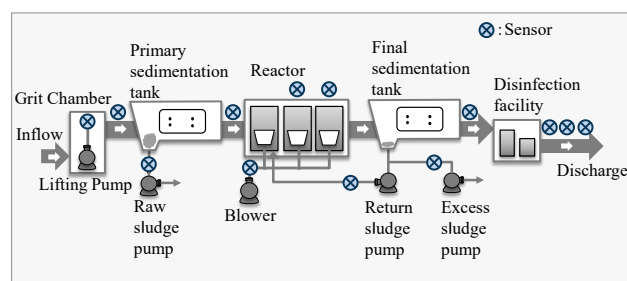 :Sensor
Primary
sedimentation
tank
Reactor
Final
sedimentation
tank
Disinfection
facility
Grit Chamber
Inflow
Lifting Pump
Raw
sludge
pump
Blower
Return
sludge
pump
Excess
sludge
pump
Discharge